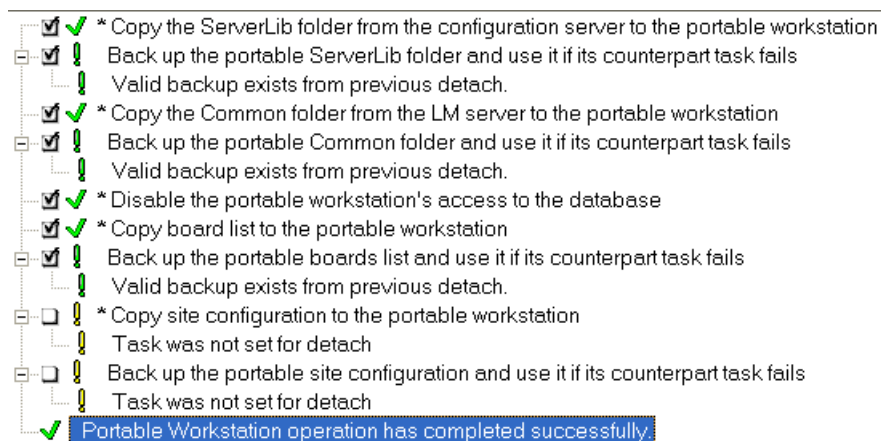 * Copy the ServerLib folder from the configuration server to the portable workstation
Back up the portable ServerLib folder and use it if its counterpart task fails
Valid backup exists from previous detach.
* Copy the Common folder from the LM server to the portable workstation
Back up the portable Common folder and use it if its counterpart task fails
Valid backup exists from previous detach.
* Disable the portable workstation's access to the database
* Copy board list to the portable workstation
Back up the portable boards list and use it if its counterpart task fails
Valid backup exists from previous detach.
* Copy site configuration to the portable workstation
Task was not set for detach
Back up the portable site configuration and use it if its counterpart task fails
Task was not set for detach
Portable Workstation operation has completed successfully.